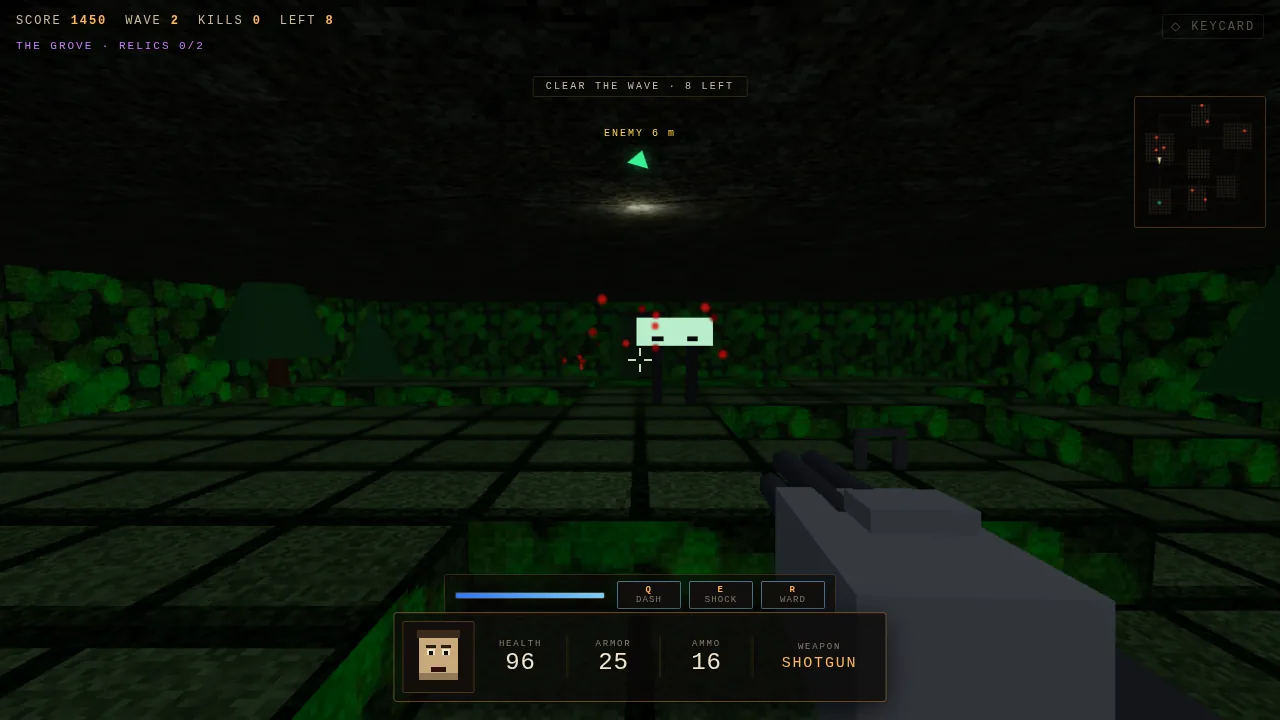 SCORE 1450 WAVE 2 KILLS 0 LEFT 8
◇ KEYCARD
THE GROVE · RELICS 0/2
CLEAR THE WAVE · 8 LEFT
ENEMY 6 m
Q
DASH
E
SHOCK
R
WARD
HEALTH
96
ARMOR
25
AMMO
16
WEAPON
SHOTGUN